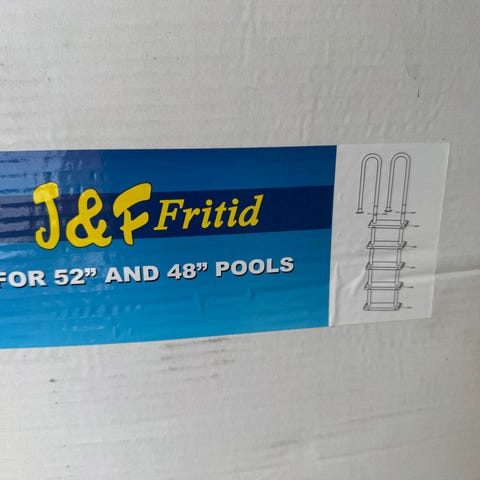 J&F Fritid
FOR 52” AND 48” POOLS